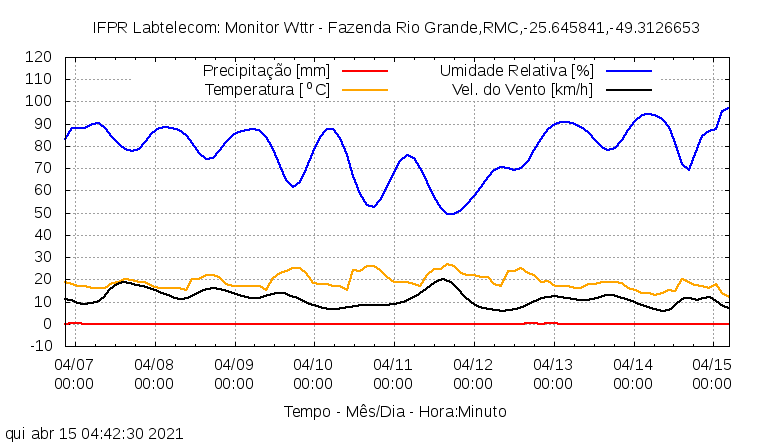 IFPR Labtelecom: Monitor Wttr - Fazenda Rio Grande,RMC,-25.645841,-49.3126653
Precipitação [mm]
Temperatura [⁰C]
Umidade Relativa [%]
Vel. do Vento [km/h]
120
110
100
90
80
70
60
50
40
30
20
10
0
-10
04/07 04/08 04/09 04/10 04/11 04/12 04/13 04/14 04/15
00:00 00:00 00:00 00:00 00:00 00:00 00:00 00:00 00:00
Tempo - Mês/Dia - Hora:Minuto
qui abr 15 04:42:30 2021